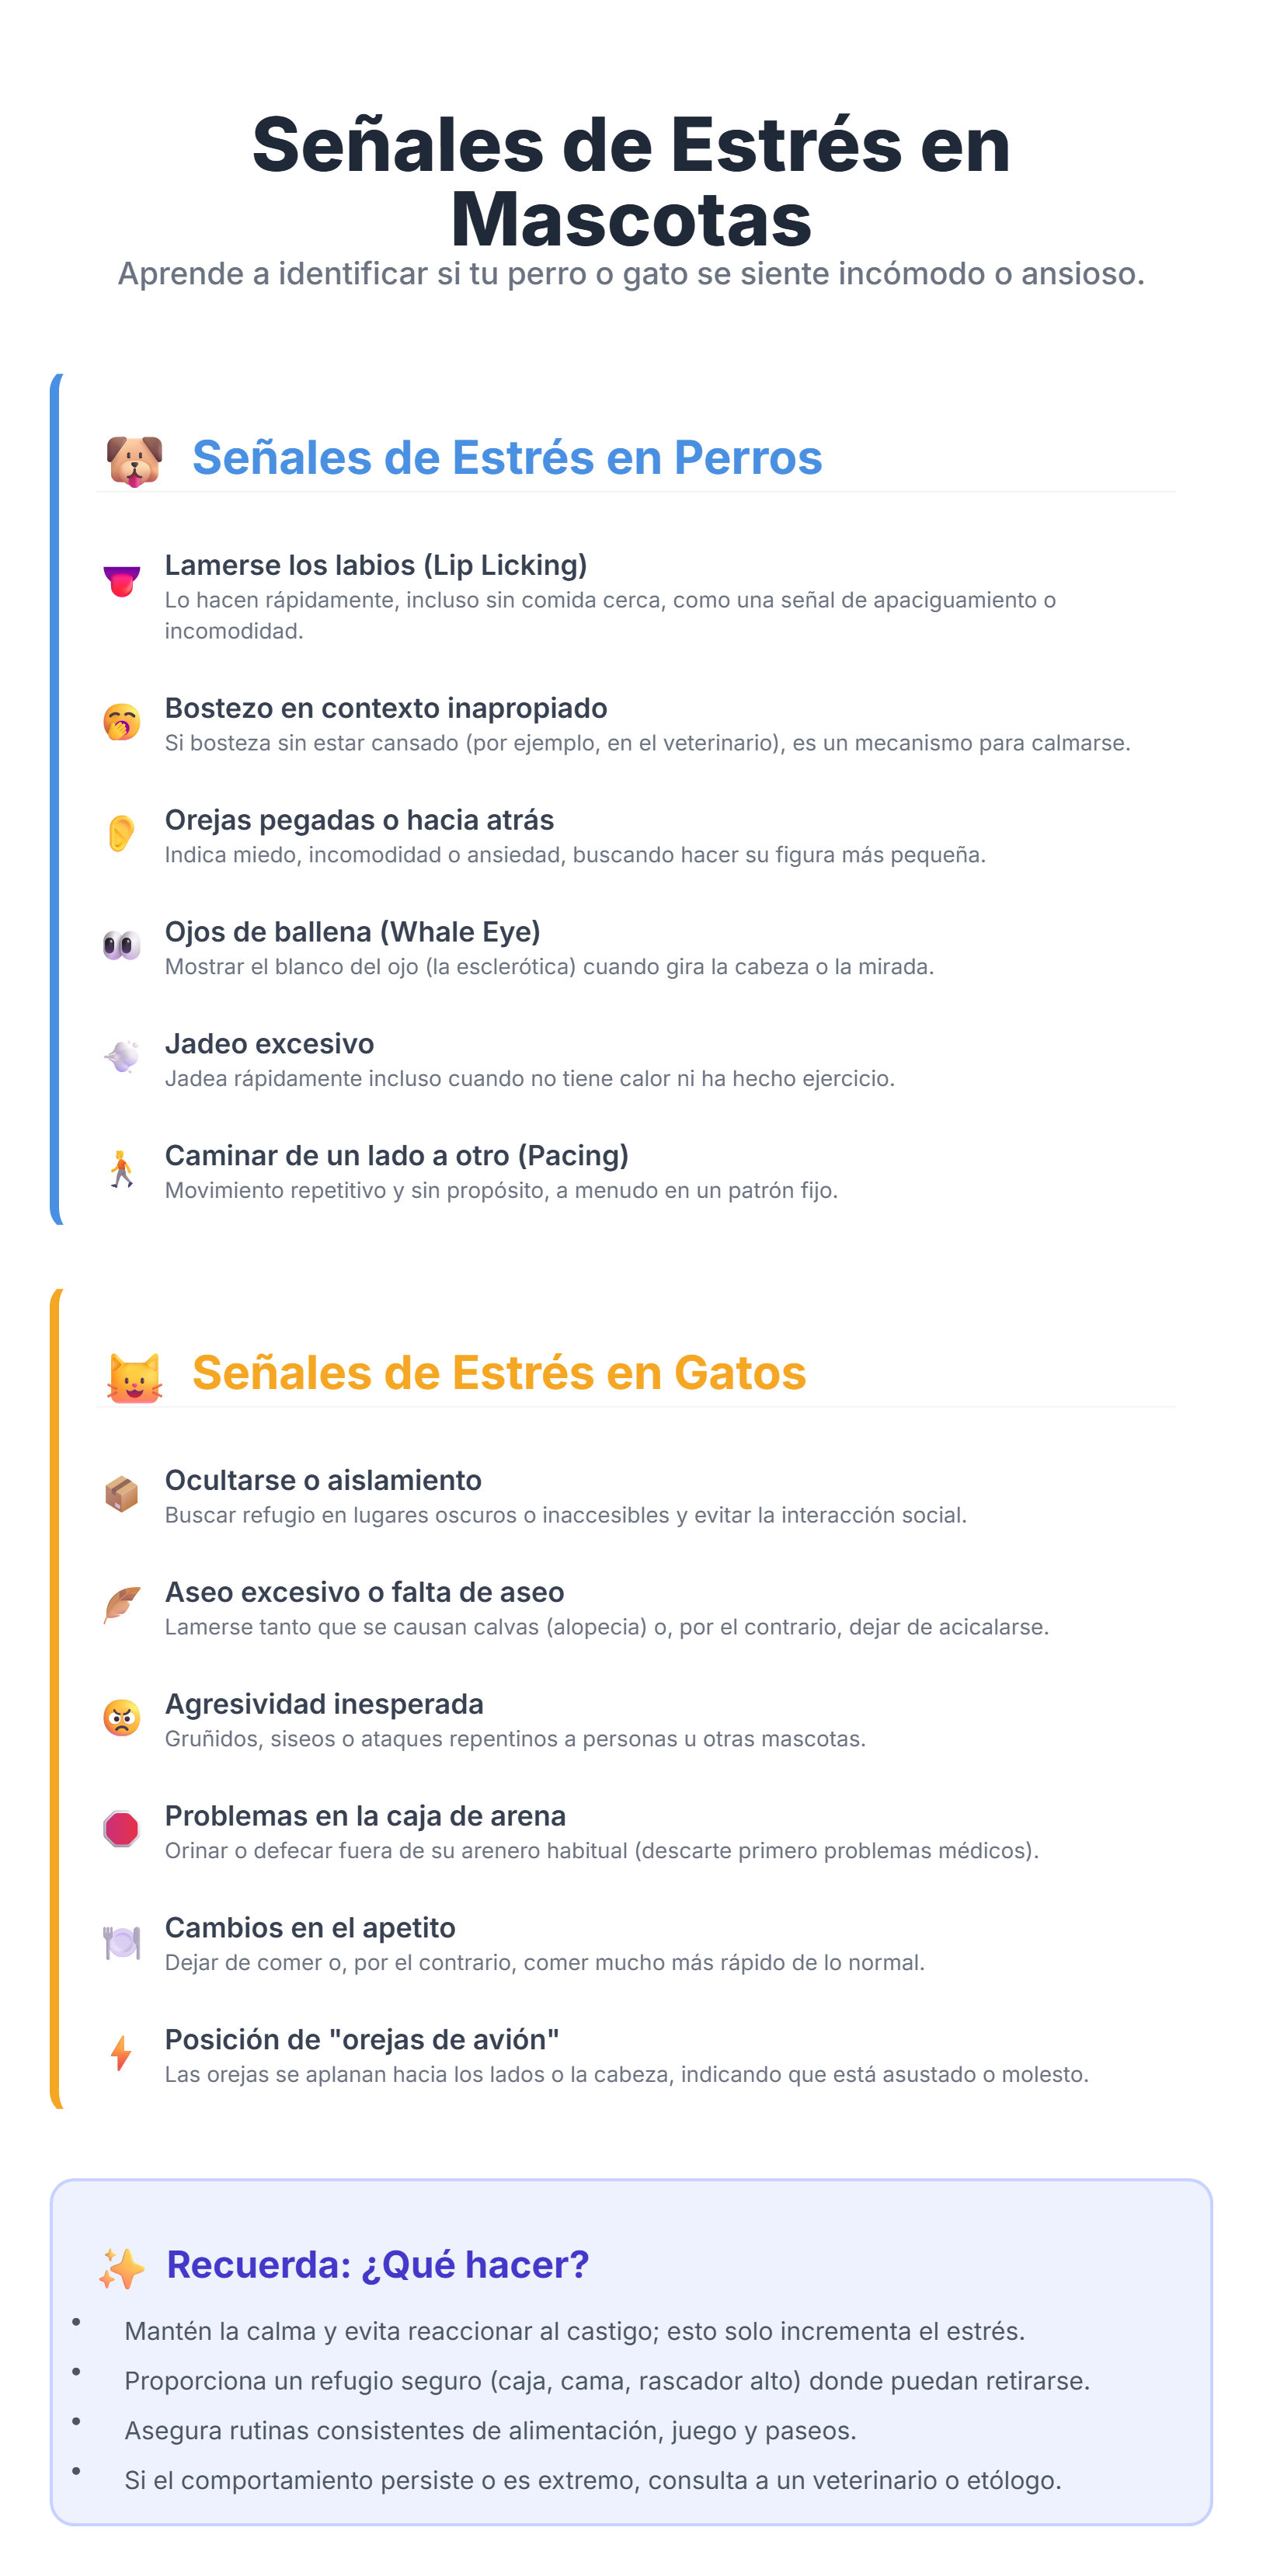 Señales de Estrés en
Mascotas
Aprende a identificar si tu perro o gato se siente incómodo o ansioso.
Señales de Estrés en Perros
Lamerse los labios (Lip Licking)
Lo hacen rápidamente, incluso sin comida cerca, como una señal de apaciguamiento o
incomodidad.
Bostezo en contexto inapropiado
Si bosteza sin estar cansado (por ejemplo, en el veterinario), es un mecanismo para calmarse.
Orejas pegadas o hacia atrás
Indica miedo, incomodidad o ansiedad, buscando hacer su figura más pequeña.
Ojos de ballena (Whale Eye)
Mostrar el blanco del ojo (la esclerótica) cuando gira la cabeza o la mirada.
Jadeo excesivo
Jadea rápidamente incluso cuando no tiene calor ni ha hecho ejercicio.
Caminar de un lado a otro (Pacing)
Movimiento repetitivo y sin propósito, a menudo en un patrón fijo.
Señales de Estrés en Gatos
Ocultarse o aislamiento
Buscar refugio en lugares oscuros o inaccesibles y evitar la interacción social.
Aseo excesivo o falta de aseo
Lamerse tanto que se causan calvas (alopecia) o, por el contrario, dejar de acicalarse.
Agresividad inesperada
Gruñidos, siseos o ataques repentinos a personas u otras mascotas.
Problemas en la caja de arena
Orinar o defecar fuera de su arenero habitual (descarte primero problemas médicos).
Cambios en el apetito
Dejar de comer o, por el contrario, comer mucho más rápido de lo normal.
Posición de "orejas de avión"
Las orejas se aplanan hacia los lados o la cabeza, indicando que está asustado o molesto.
Recuerda: ¿Qué hacer?
• Mantén la calma y evita reaccionar al castigo; esto solo incrementa el estrés.
• Proporciona un refugio seguro (caja, cama, rascador alto) donde puedan retirarse.
• Asegura rutinas consistentes de alimentación, juego y paseos.
• Si el comportamiento persiste o es extremo, consulta a un veterinario o etólogo.